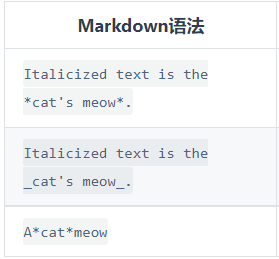 Markdown语法
Italicized text is the
*cat's meow*.
Italicized text is the
_cat's meow_.
A*cat*meow